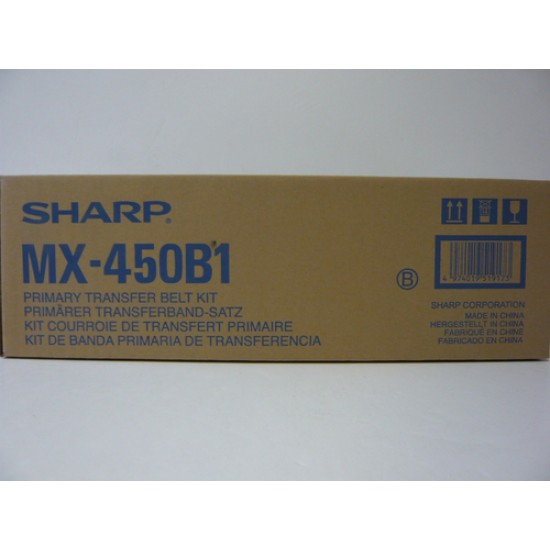 SHARP
MX-450B1
PRIMARY TRANSFER BELT KIT
PRIMÄRER TRANSFERBAND-SATZ
KIT COURROIE DE TRANSFERT PRIMAIRE
KIT DE BANDA PRIMARIA DE TRANSFERENCIA
B
SHARP CORPORATION
MADE IN CHINA
HERGESTELLT IN CHINA
FABRIQUÉ EN CHINE
FABRICADO EN CHINA